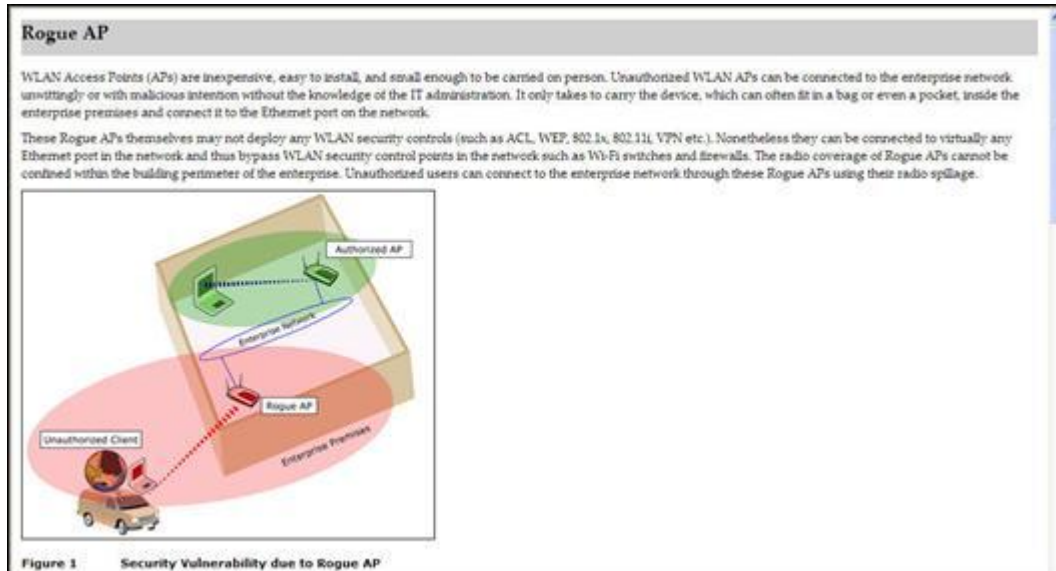 Rogue AP
WLAN Access Points (APs) are inexpensive, easy to install, and small enough to be carried on person. Unauthorized WLAN APs can be connected to the enterprise network
unwittingly or with malicious intention without the knowledge of the IT administration. It only takes to carry the device, which can often fit in a bag or even a pocket, inside the
enterprise premises and connect it to the Ethernet port on the network.
These Rogue APs themselves may not deploy any WLAN security controls (such as ACL, WEP, 802.1x, 802.11i, VPN etc.). Nonetheless they can be connected to virtually any
Ethernet port in the network and thus bypass WLAN security control points in the network such as Wi-Fi switches and firewalls. The radio coverage of Rogue APs cannot be
confined within the building perimeter of the enterprise. Unauthorized users can connect to the enterprise network through these Rogue APs using their radio spillage.
Authorized AP
Enterprise Network
Rogue AP
Unauthorized Client
Enterprise Premises
Figure 1 Security Vulnerability due to Rogue AP